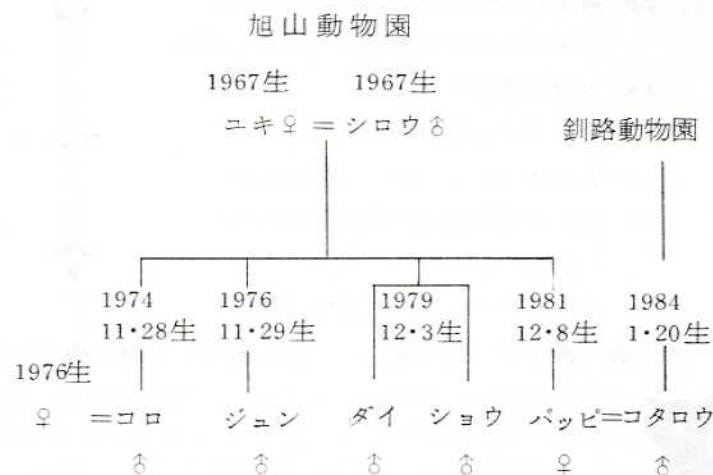 旭山動物園
1967生 1967生
ユキ♀＝シロウ♂ 釧路動物園
1974 1976 1979 1981 1984
11・28生 11・29生 12・3生 12・8生 1・20生
1976生
♀ ＝コロ ジュン ダイ ショウ パッピ＝コタロウ
♂ ♂ ♂ ♂ ♀ ♂